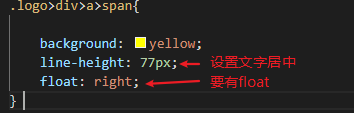 .logo>div>a>span{
background: yellow;
line-height: 77px; 设置文字居中
float: right; 要有float
}